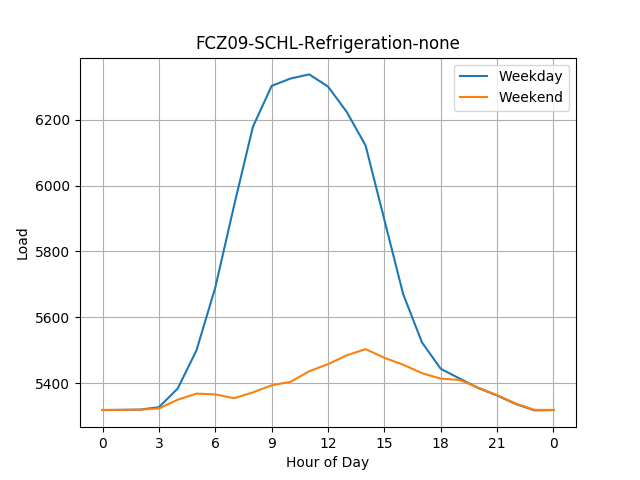 FCZ09-SCHL-Refrigeration-none
Weekday
Weekend
Load
6200
6000
5800
5600
5400
0 3 6 9 12 15 18 21 0
Hour of Day